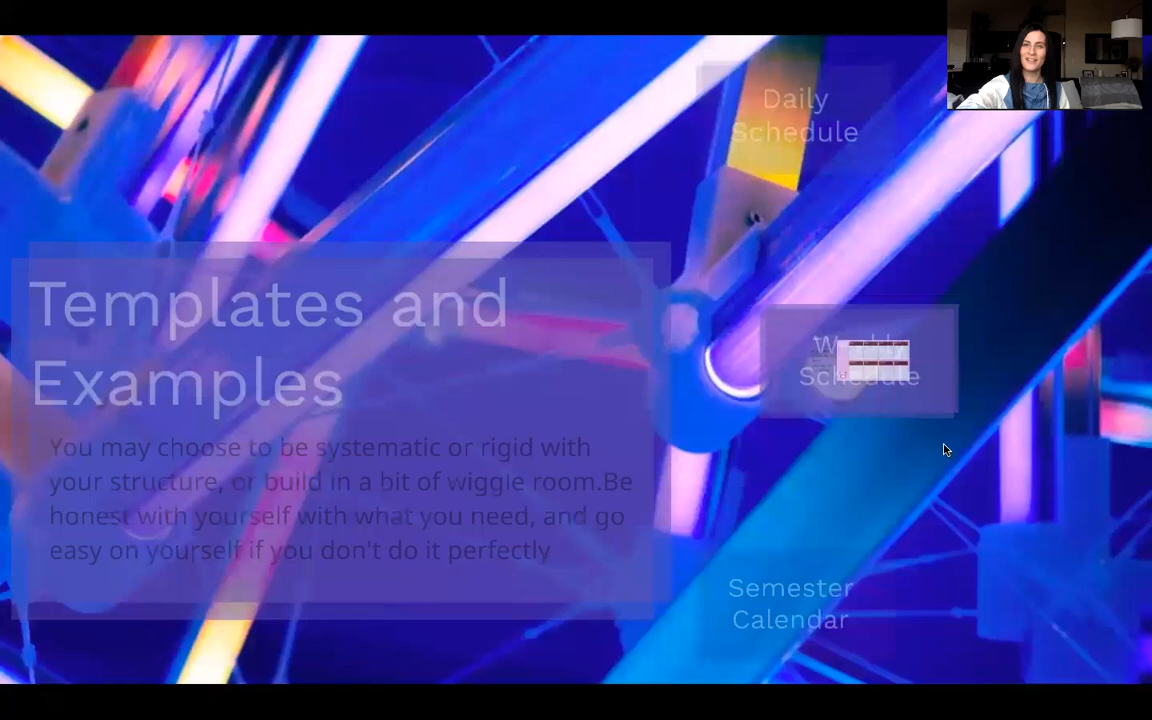 Daily
Schedule
Templates and
Examples
You may choose to be systematic or rigid with
your structure, or build in a bit of wiggle room.Be
honest with yourself with what you need, and go
easy on yourself if you don't do it perfectly
Weekly
Schedule
Semester
Calendar